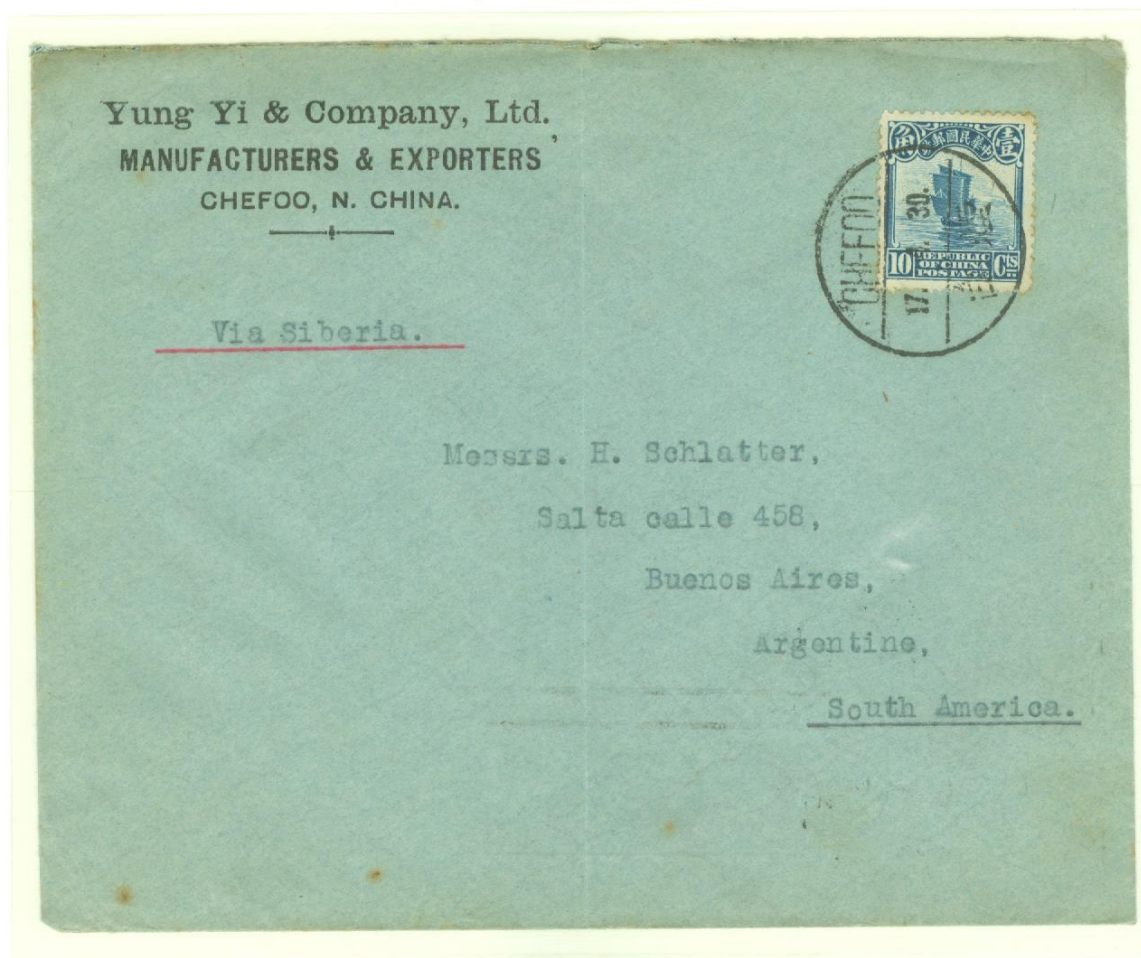 Yung Yi & Company, Ltd.
MANUFACTURERS & EXPORTERS
CHEFOO, N. CHINA.
角 中華民國郵政 壹
10 REPUBLIC OF CHINA POSTAGE Cts
CHEFOO
17. 30.
Via Siberia.
Messrs. H. Schlatter,
Salta calle 458,
Buenos Aires,
Argentine,
South America.